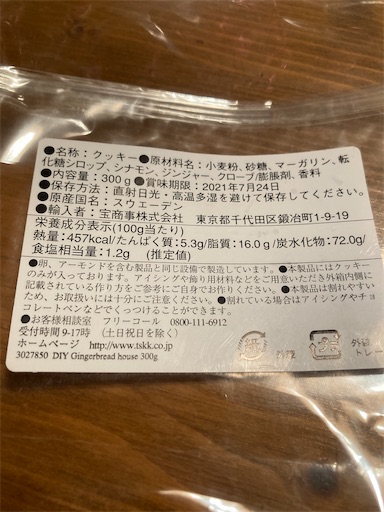 ●名称：クッキー●原材料名：小麦粉、砂糖、マーガリン、転
化糖シロップ、シナモン、ジンジャー、クローブ/膨脹剤、香料
●内容量：300ｇ●賞味期限：2021年7月24日
●保存方法：直射日光・高温多湿を避けて保存してください。
●原産国名：スウェーデン
●輸入者：宝商事株式会社　東京都千代田区鍛冶町1-9-19
栄養成分表示(100g当たり)
熱量：457kcal/たんぱく質：5.3g/脂質：16.0ｇ/炭水化物：72.0g/
食塩相当量：1.2g　(推定値)
●卵、アーモンドを含む製品と同じ設備で製造しています。●本製品にはクッキー
のみが入っております。アイシングや飾り用材料などをご用意いただき外箱内側に
記載されている作り方をご参考にご自身でお作りください。●本製品は割れやすい
ため、お取扱いには十分にご注意ください。●割れている場合はアイシングやチョ
コレートペンなどでくっつけることができます。
●お客様相談室　フリーコール　0800-111-6912
受付時間 9-17時　(土日祝日を除く)
ホームページ　http://www.tskk.co.jp
3027850 DIY Gingerbread house 300g
紙
外箱
プラ
外袋
トレー